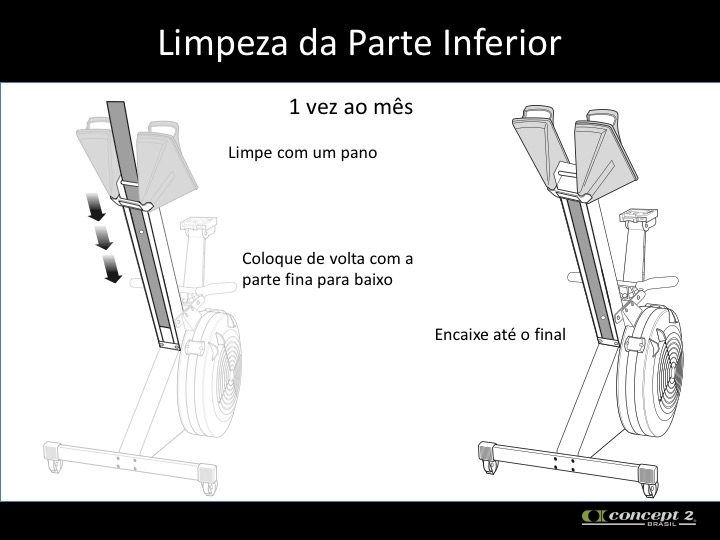 Limpeza da Parte Inferior
1 vez ao mês
Limpe com um pano
Coloque de volta com a
parte fina para baixo
Encaixe até o final
concept 2
BRASIL